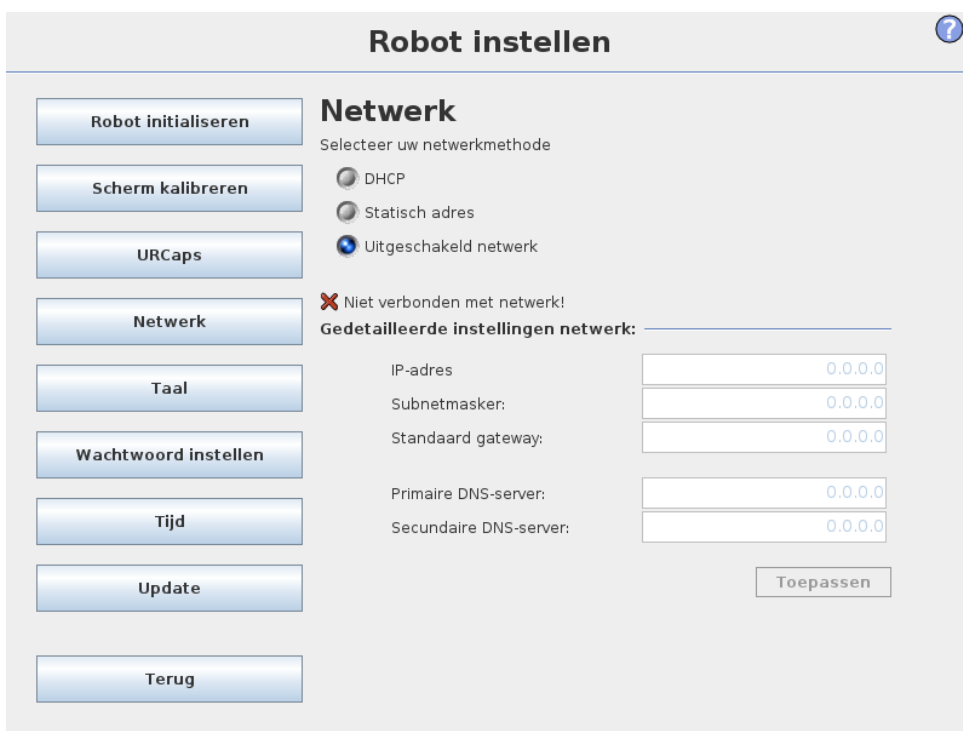 Robot instellen
?
Robot initialiseren
Scherm kalibreren
URCaps
Netwerk
Taal
Wachtwoord instellen
Tijd
Update
Terug
Netwerk
Selecteer uw netwerkmethode
DHCP
Statisch adres
Uitgeschakeld netwerk
Niet verbonden met netwerk!
Gedetailleerde instellingen netwerk:
IP-adres 0.0.0.0
Subnetmasker: 0.0.0.0
Standaard gateway: 0.0.0.0
Primaire DNS-server: 0.0.0.0
Secundaire DNS-server: 0.0.0.0
Toepassen